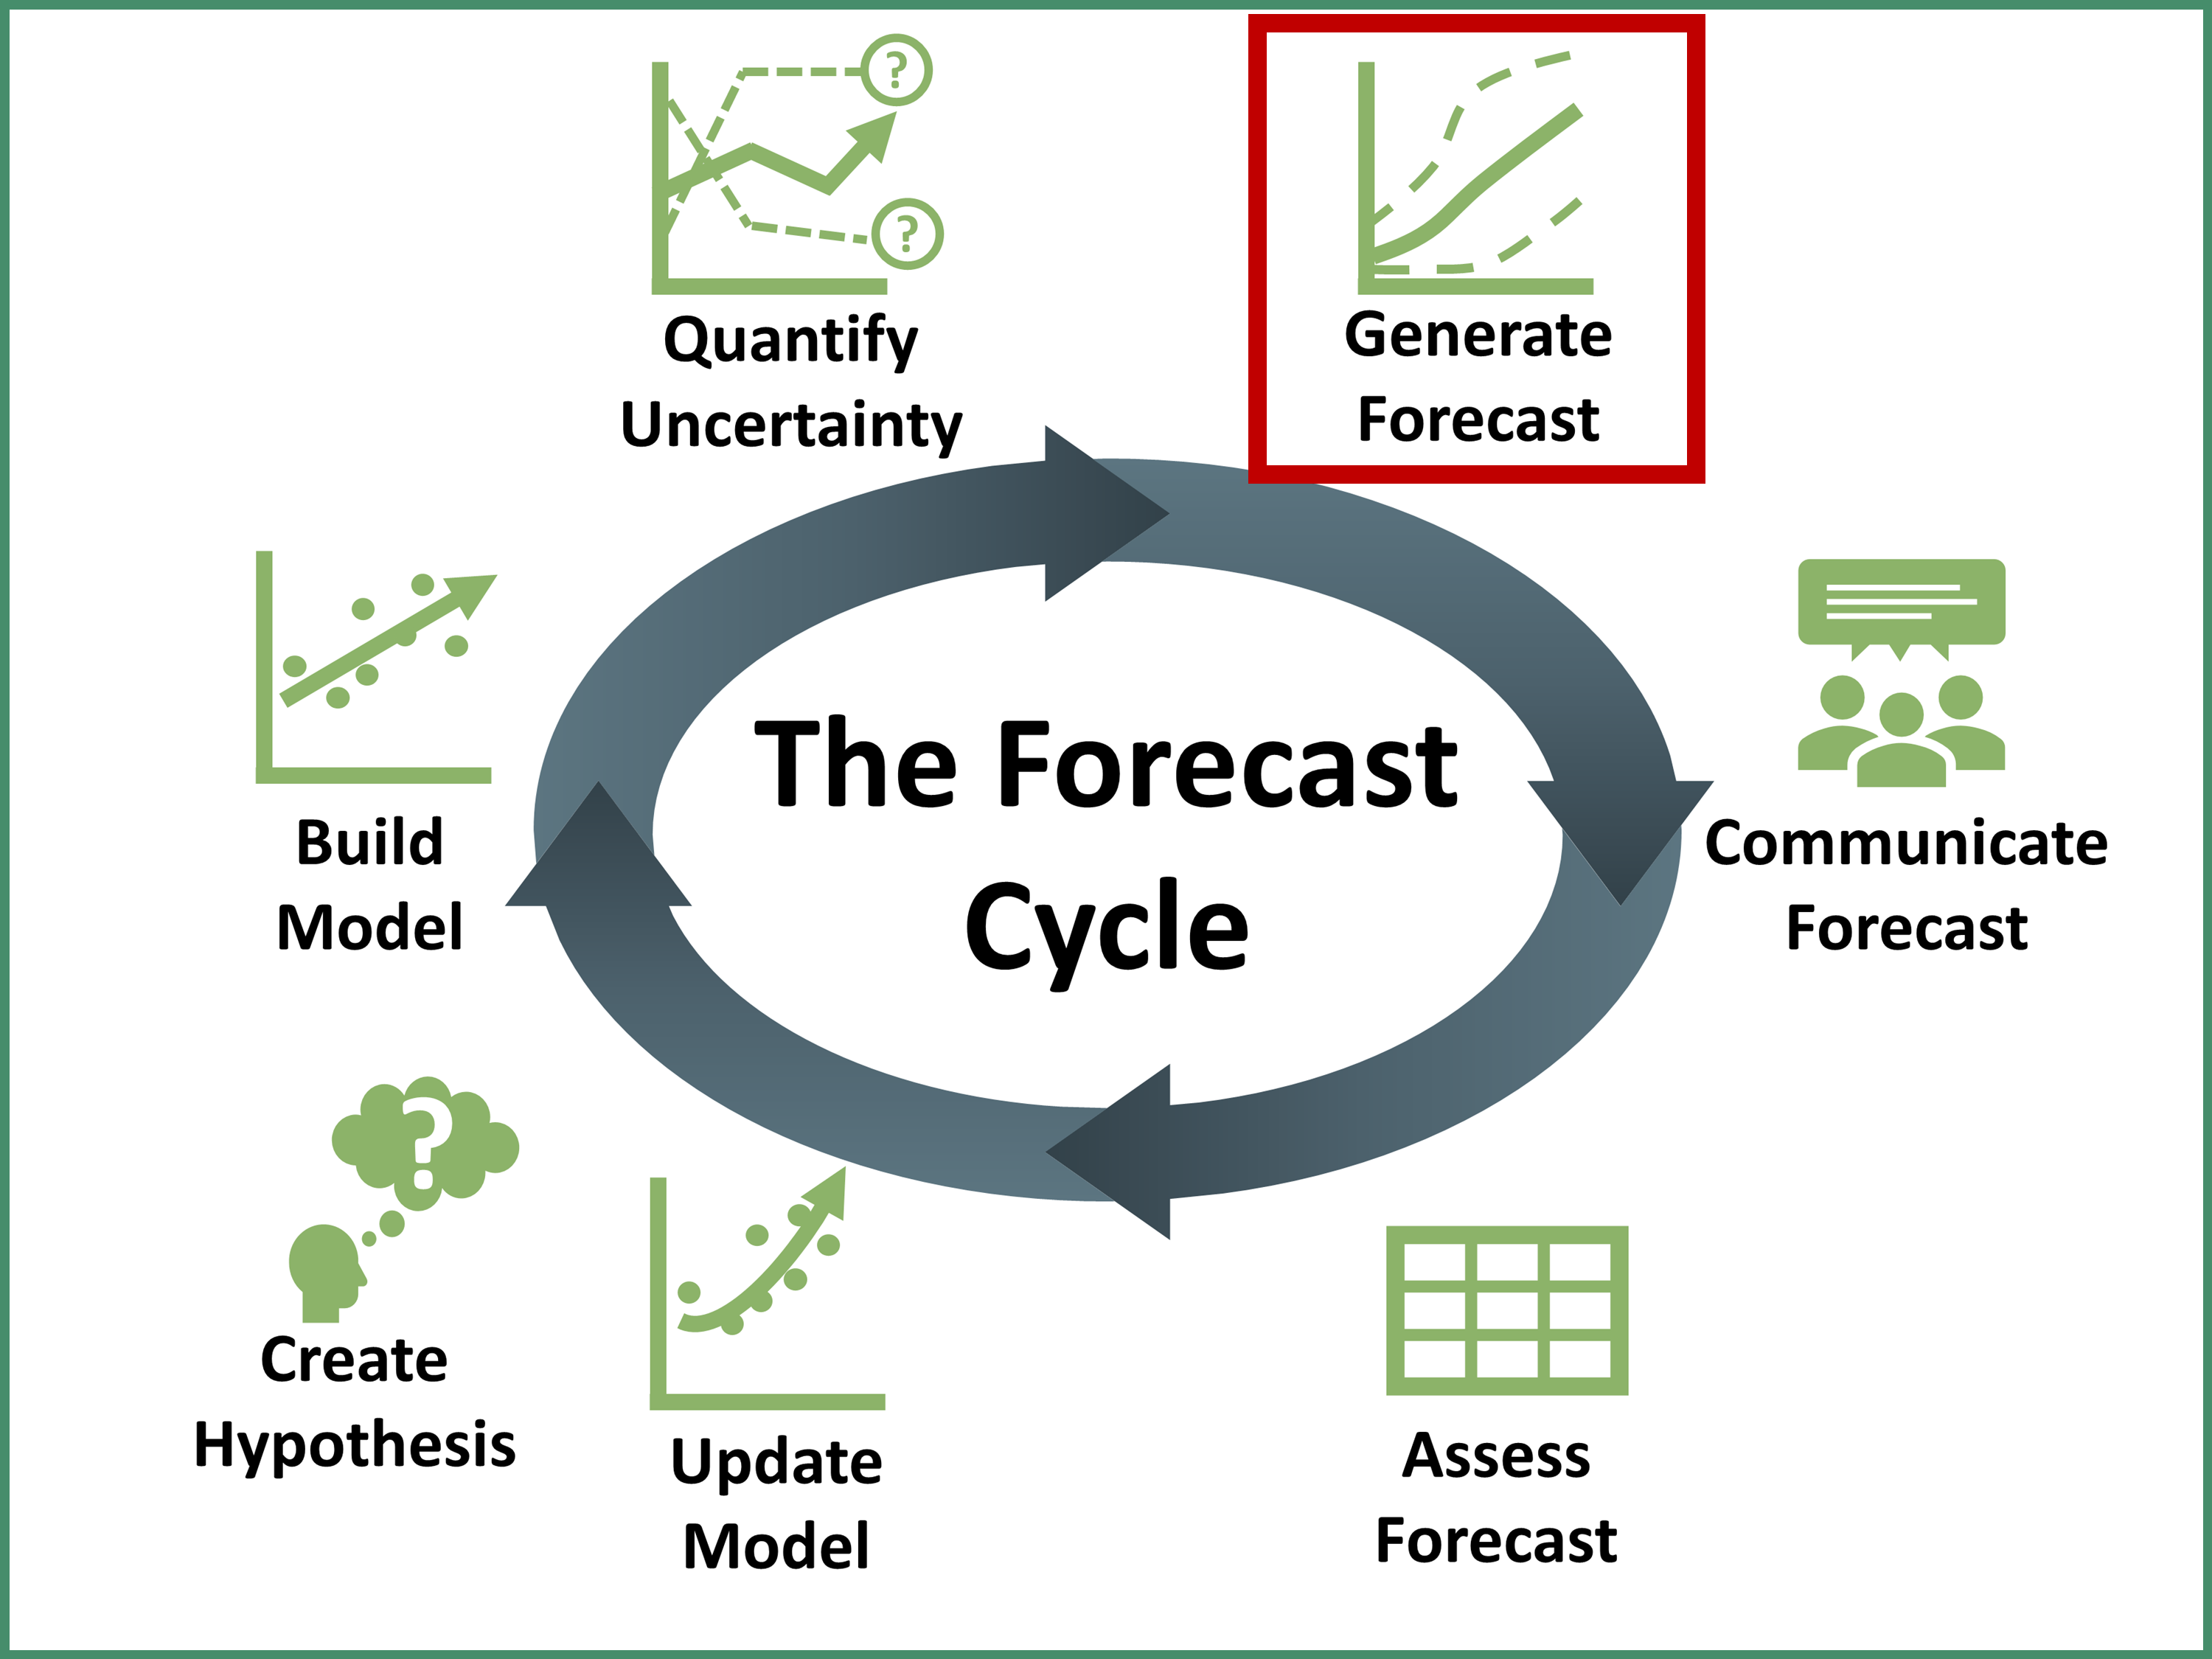 ?
?
Quantify
Uncertainty
Generate
Forecast
The Forecast
Cycle
Build
Model
Communicate
Forecast
?
Create
Hypothesis
Update
Model
Assess
Forecast